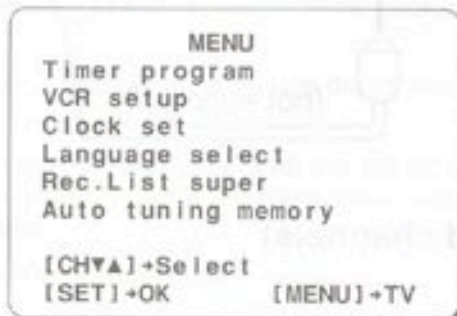 MENU
Timer program
VCR setup
Clock set
Language select
Rec.List super
Auto tuning memory
[CH▼▲]→Select
[SET]→OK [MENU]→TV